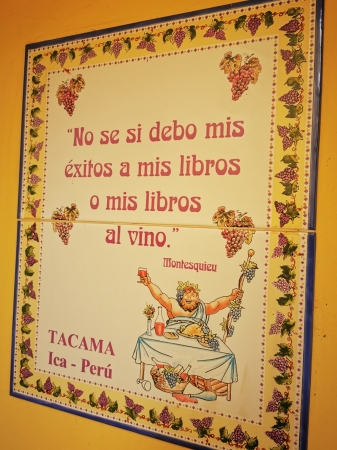 "No se si debo mis
éxitos a mis libros
o mis libros
al vino."
Montesquieu
TACAMA
Ica - Perú